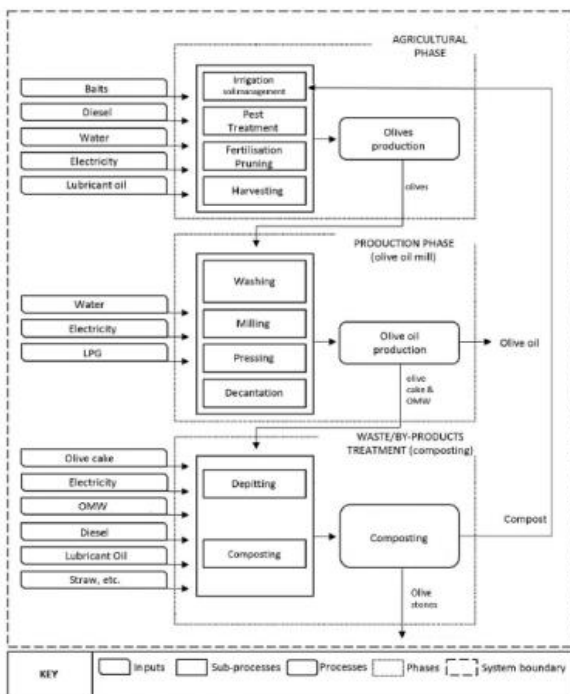 AGRICULTURAL
PHASE
Baits
Diesel
Water
Electricity
Lubricant oil
Irrigation
soil management
Pest
Treatment
Fertilisation
Pruning
Harvesting
Olives
production
olives
PRODUCTION PHASE
(olive oil mill)
Water
Electricity
LPG
Washing
Milling
Pressing
Decantation
Olive oil
production
Olive oil
olive
cake &
OMW
WASTE/BY-PRODUCTS
TREATMENT (composting)
Olive cake
Electricity
OMW
Diesel
Lubricant Oil
Straw, etc.
Depitting
Composting
Composting
Compost
Olive
stones
KEY
Inputs
Sub-processes
Processes
Phases
System boundary